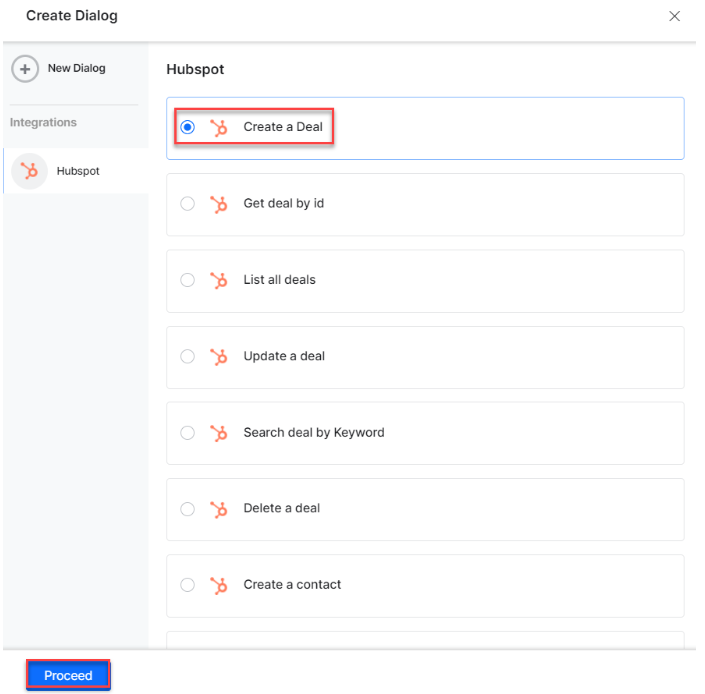 Create Dialog
New Dialog
Integrations
Hubspot
Hubspot
Create a Deal
Get deal by id
List all deals
Update a deal
Search deal by Keyword
Delete a deal
Create a contact
Proceed